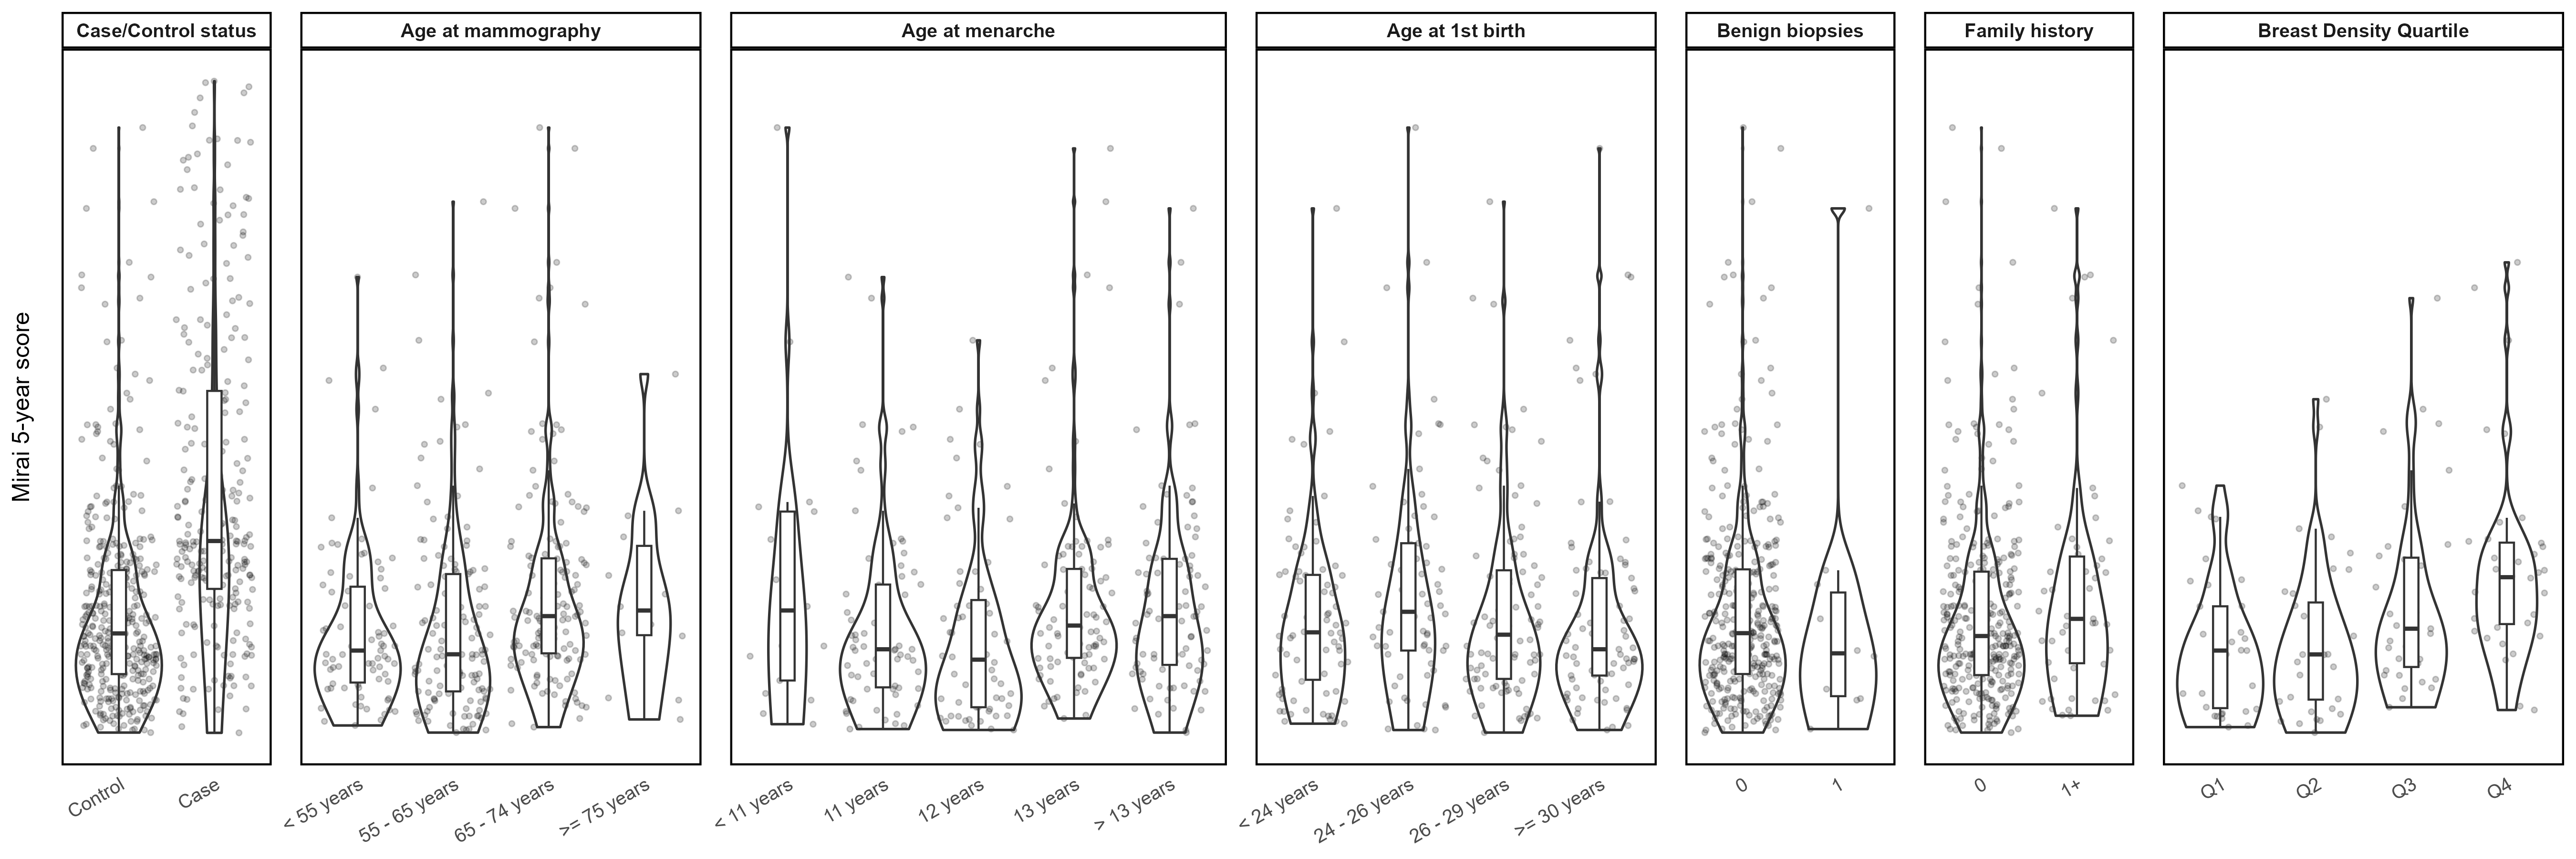 Case/Control status
Age at mammography
Age at menarche
Age at 1st birth
Benign biopsies
Family history
Breast Density Quartile
Mirai 5-year score
Control
Case
< 55 years
55 - 65 years
65 - 74 years
>= 75 years
< 11 years
11 years
12 years
13 years
> 13 years
< 24 years
24 - 26 years
26 - 29 years
>= 30 years
0
1
0
1+
Q1
Q2
Q3
Q4